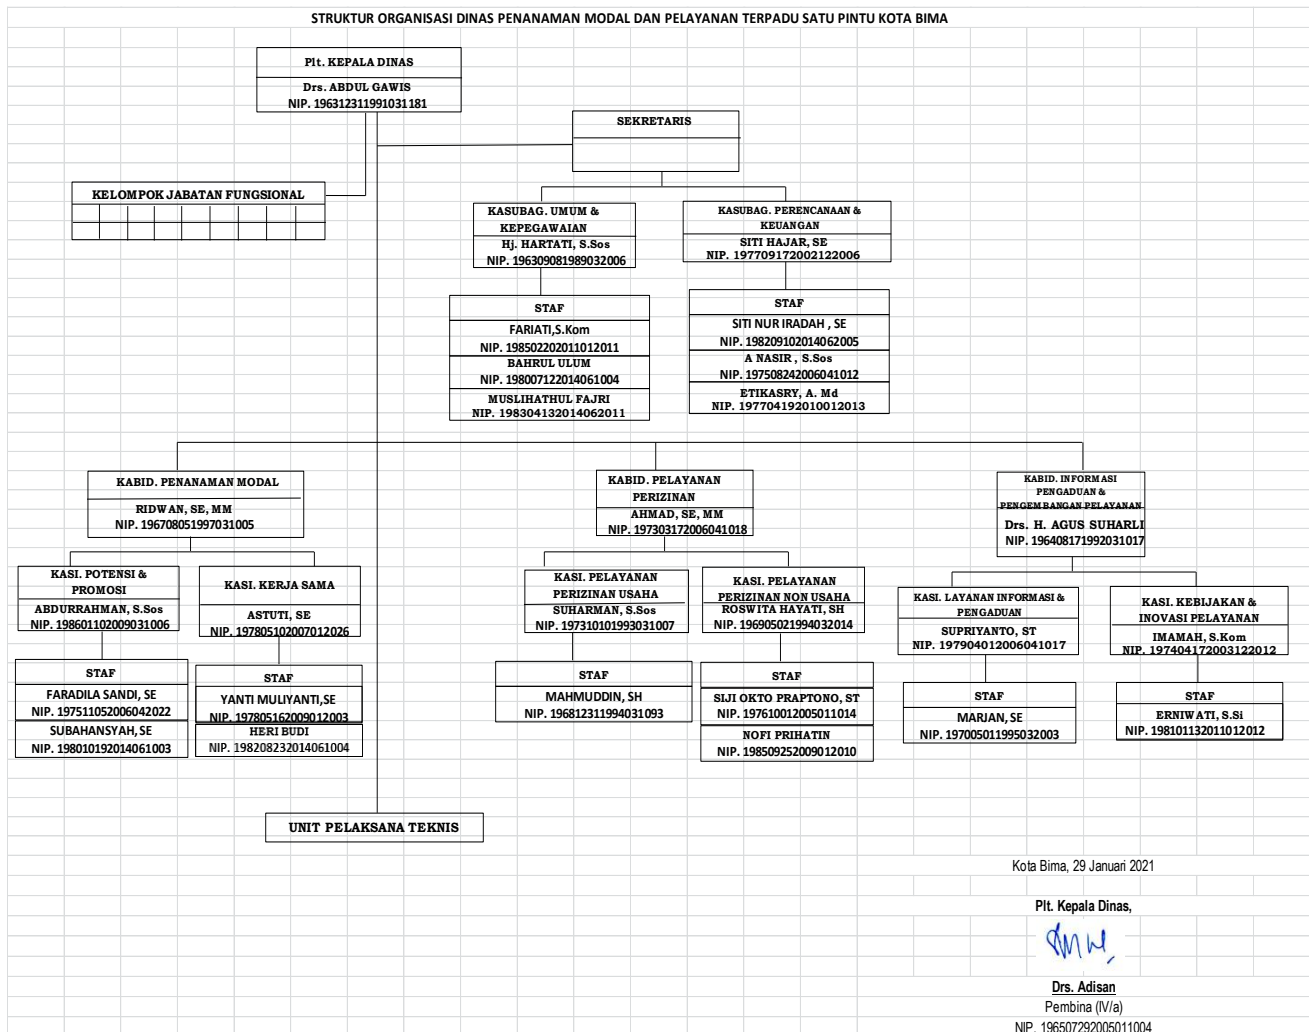 STRUKTUR ORGANISASI DINAS PENANAMAN MODAL DAN PELAYANAN TERPADU SATU PINTU KOTA BIMA
Plt. KEPALA DINAS
Drs. ABDUL GAWIS
NIP. 196312311991031181
SEKRETARIS
KELOMPOK JABATAN FUNGSIONAL
KASUBAG. UMUM &
KEPEGAWAIAN
Hj. HARTATI, S.Sos
NIP. 196309081989032006
KASUBAG. PERENCANAAN &
KEUANGAN
SITI HAJAR, SE
NIP. 197709172002122006
STAF
FARIATI,S.Kom
NIP. 198502202011012011
BAHRUL ULUM
NIP. 198007122014061004
MUSLIHATHUL FAJRI
NIP. 198304132014062011
STAF
SITI NUR IRADAH , SE
NIP. 198209102014062005
A NASIR , S.Sos
NIP. 197508242006041012
ETIKASRY, A. Md
NIP. 197704192010012013
KABID. PENANAMAN MODAL
RIDWAN, SE, MM
NIP. 196708051997031005
KABID. PELAYANAN
PERIZINAN
AHMAD, SE, MM
NIP. 197303172006041018
KABID. INFORMASI
PENGADUAN &
PENGEMBANGAN PELAYANAN
Drs. H. AGUS SUHARLI
NIP. 196408171992031017
KASI. POTENSI &
PROMOSI
ABDURRAHMAN, S.Sos
NIP. 198601102009031006
KASI. KERJA SAMA
ASTUTI, SE
NIP. 197805102007012026
KASI. PELAYANAN
PERIZINAN USAHA
SUHARMAN, S.Sos
NIP. 197310101993031007
KASI. PELAYANAN
PERIZINAN NON USAHA
ROSWITA HAYATI, SH
NIP. 196905021994032014
KASI. LAYANAN INFORMASI &
PENGADUAN
SUPRIYANTO, ST
NIP. 197904012006041017
KASI. KEBIJAKAN &
INOVASI PELAYANAN
IMAMAH, S.Kom
NIP. 197404172003122012
STAF
FARADILA SANDI, SE
NIP. 197511052006042022
SUBAHANSYAH, SE
NIP. 198010192014061003
STAF
YANTI MULIYANTI,SE
NIP. 197805162009012003
HERI BUDI
NIP. 198208232014061004
STAF
MAHMUDDIN, SH
NIP. 196812311994031093
STAF
SIJI OKTO PRAPTONO, ST
NIP. 197610012005011014
NOFI PRIHATIN
NIP. 198509252009012010
STAF
MARJAN, SE
NIP. 197005011995032003
STAF
ERNIWATI, S.Si
NIP. 198101132011012012
UNIT PELAKSANA TEKNIS
Kota Bima, 29 Januari 2021
Plt. Kepala Dinas,
Drs. Adisan
Pembina (IV/a)
NIP. 196507292005011004